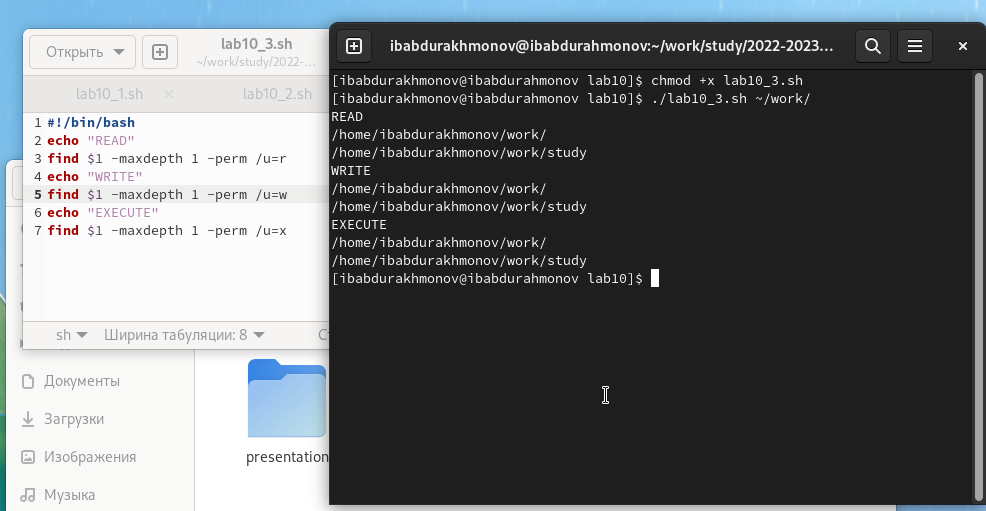 Открыть
lab10_3.sh
~/work/study/2022-…
lab10_1.sh
lab10_2.sh
1 #!/bin/bash
2 echo "READ"
3 find $1 -maxdepth 1 -perm /u=r
4 echo "WRITE"
5 find $1 -maxdepth 1 -perm /u=w
6 echo "EXECUTE"
7 find $1 -maxdepth 1 -perm /u=x
sh
Ширина табуляции: 8
Документы
Загрузки
Изображения
Музыка
presentation
ibabdurakhmonov@ibabdurahmonov:~/work/study/2022-2023…
[ibabdurakhmonov@ibabdurahmonov lab10]$ chmod +x lab10_3.sh
[ibabdurakhmonov@ibabdurahmonov lab10]$ ./lab10_3.sh ~/work/
READ
/home/ibabdurakhmonov/work/
/home/ibabdurakhmonov/work/study
WRITE
/home/ibabdurakhmonov/work/
/home/ibabdurakhmonov/work/study
EXECUTE
/home/ibabdurakhmonov/work/
/home/ibabdurakhmonov/work/study
[ibabdurakhmonov@ibabdurahmonov lab10]$